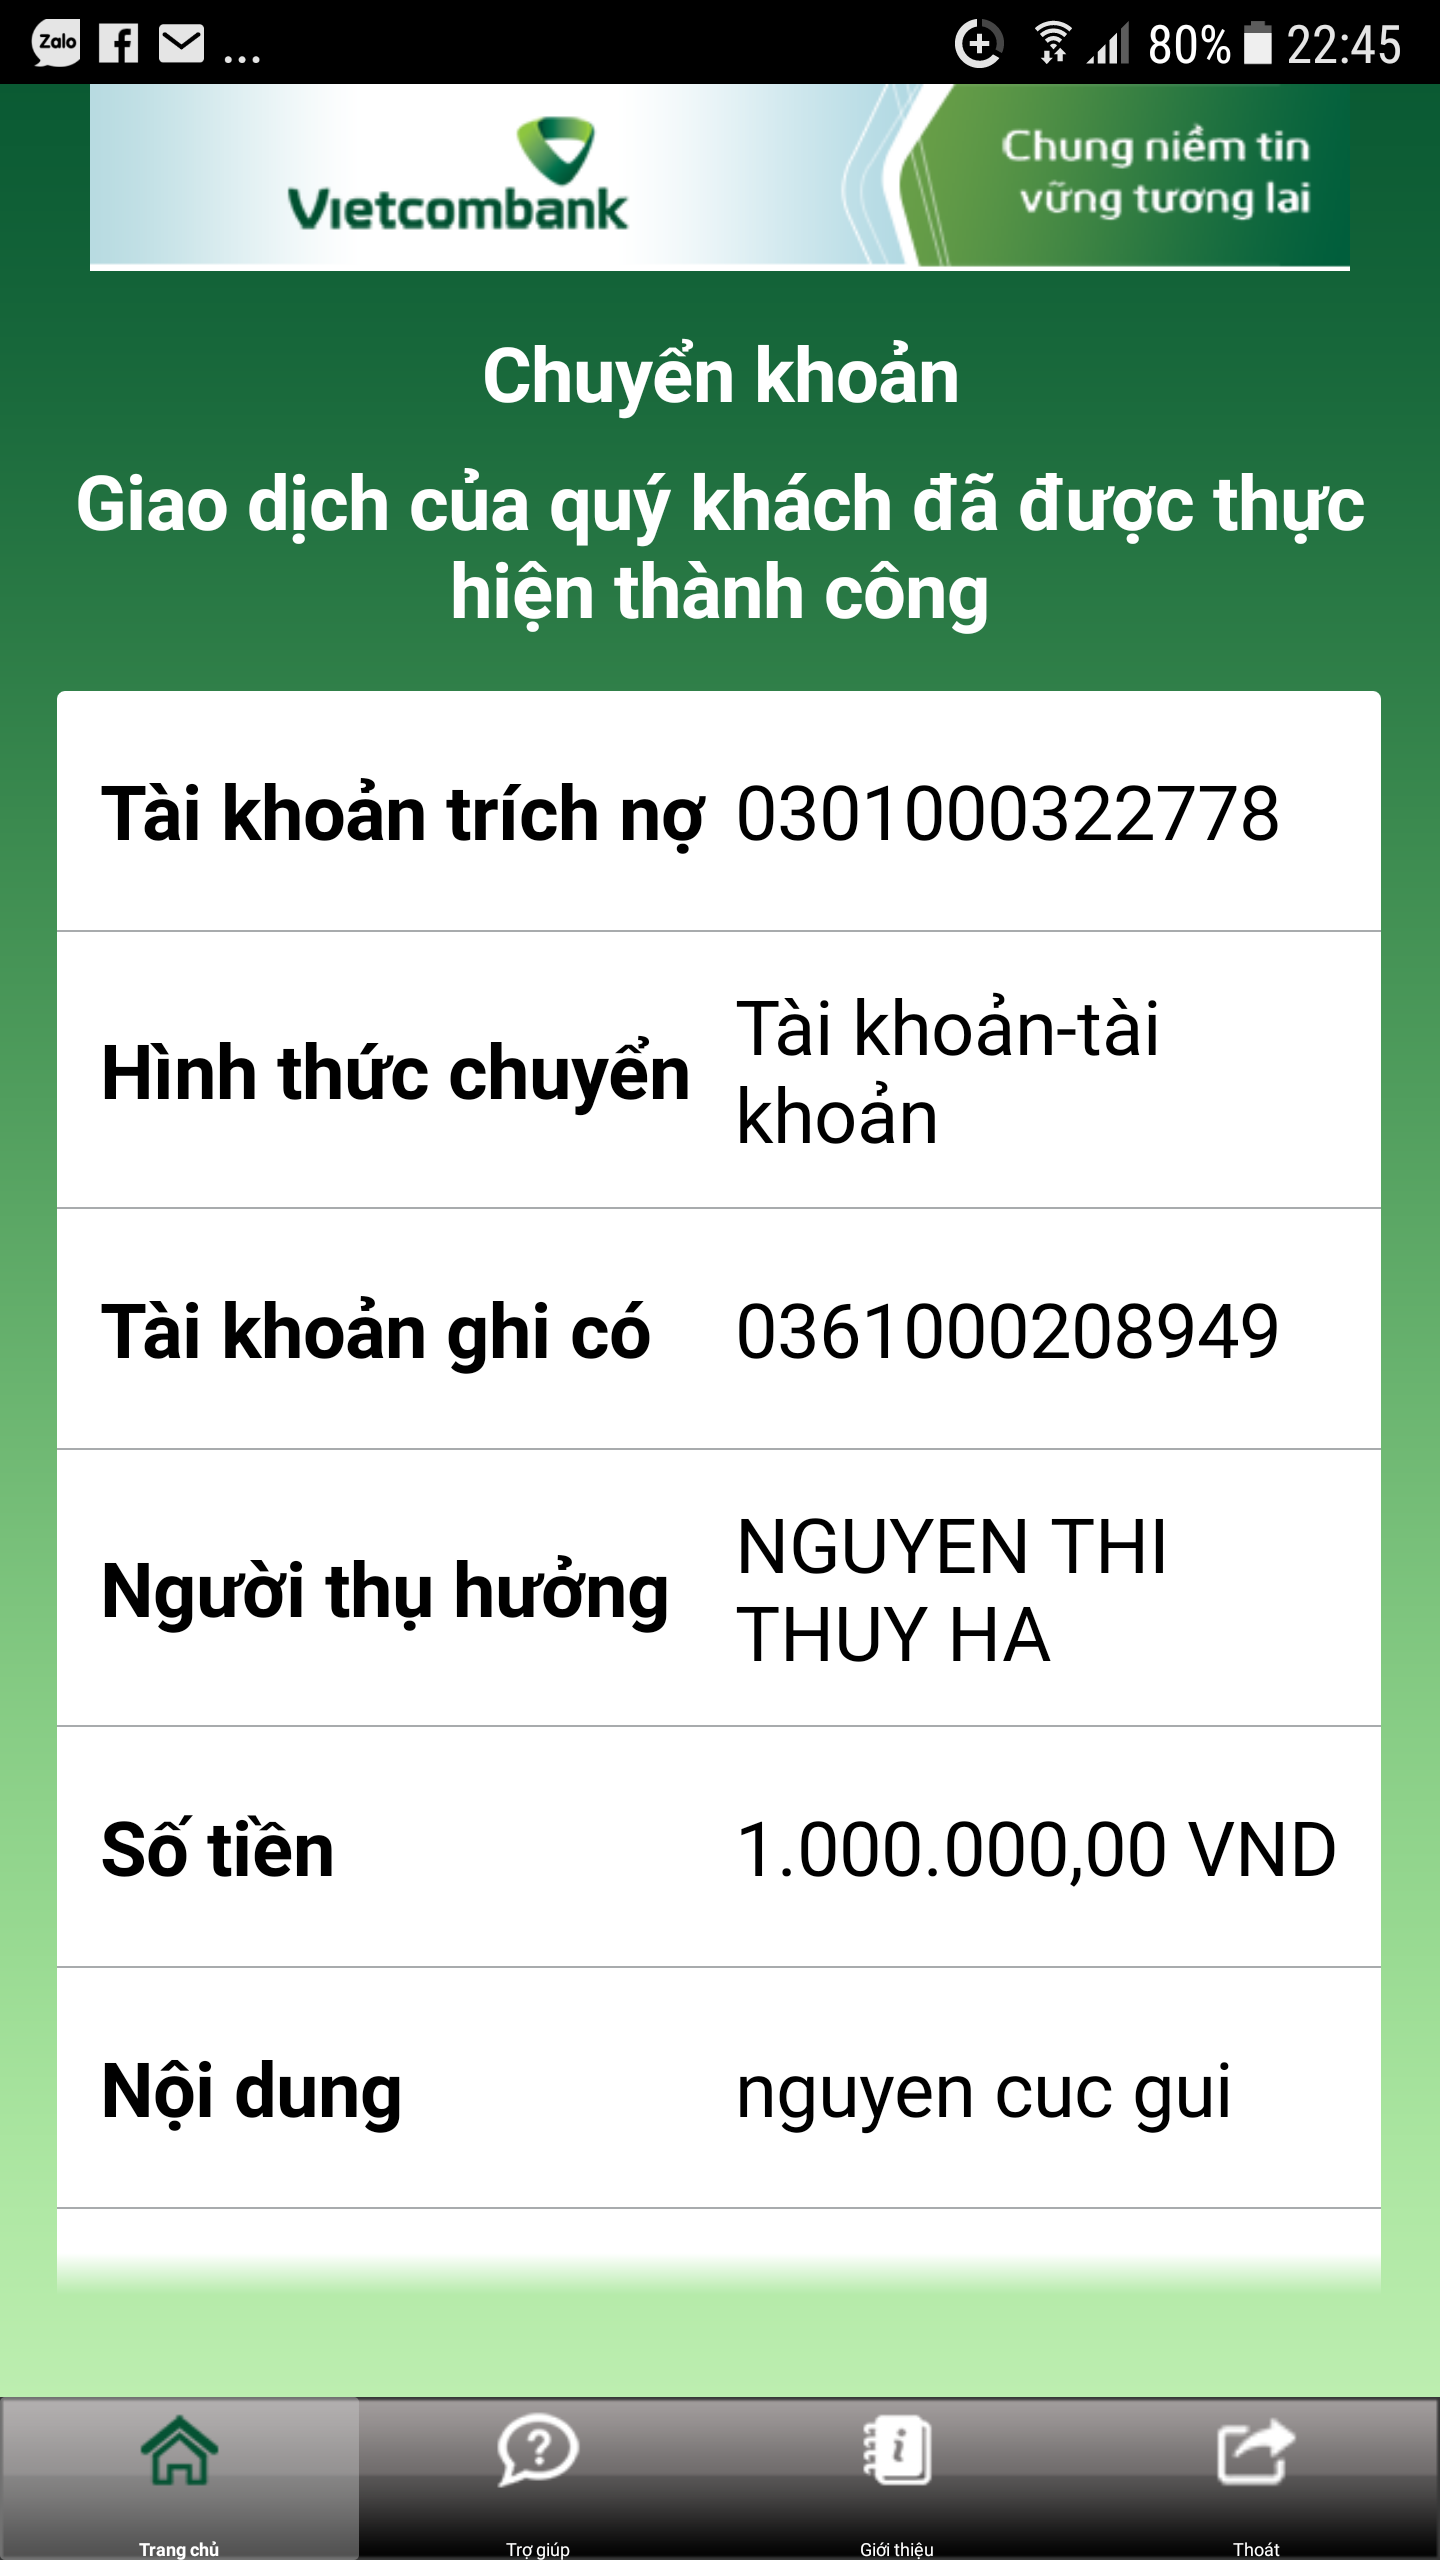 Zalo
... 80% 22:45
Vietcombank
Chung niềm tin
vững tương lai
Chuyển khoản
Giao dịch của quý khách đã được thực
hiện thành công
Tài khoản trích nợ 0301000322778
Hình thức chuyển Tài khoản-tài
khoản
Tài khoản ghi có 0361000208949
Người thụ hưởng NGUYEN THI
THUY HA
Số tiền 1.000.000,00 VND
Nội dung nguyen cuc gui
Trang chủ Trợ giúp Giới thiệu Thoát